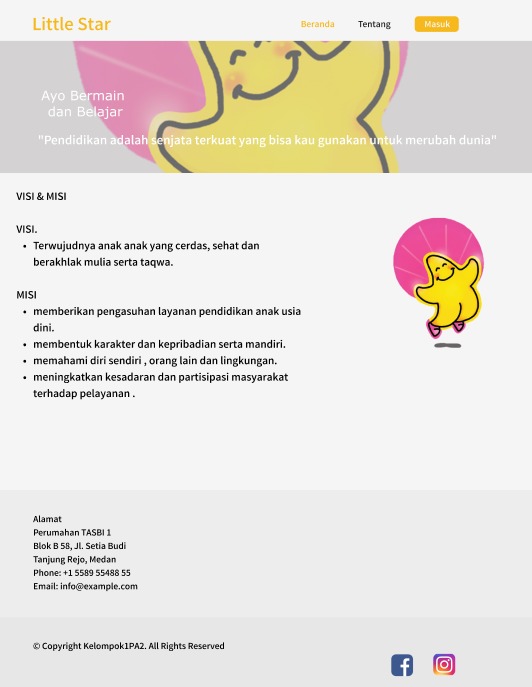 Little Star
Beranda
Tentang
Masuk
Ayo Bermain
dan Belajar
"Pendidikan adalah senjata terkuat yang bisa kau gunakan untuk merubah dunia"
VISI & MISI
VISI.
• Terwujudnya anak anak yang cerdas, sehat dan
berakhlak mulia serta taqwa.
MISI
• memberikan pengasuhan layanan pendidikan anak usia
dini.
• membentuk karakter dan kepribadian serta mandiri.
• memahami diri sendiri , orang lain dan lingkungan.
• meningkatkan kesadaran dan partisipasi masyarakat
terhadap pelayanan .
Alamat
Perumahan TASBI 1
Blok B 58, Jl. Setia Budi
Tanjung Rejo, Medan
Phone: +1 5589 55488 55
Email: info@example.com
© Copyright Kelompok1PA2. All Rights Reserved